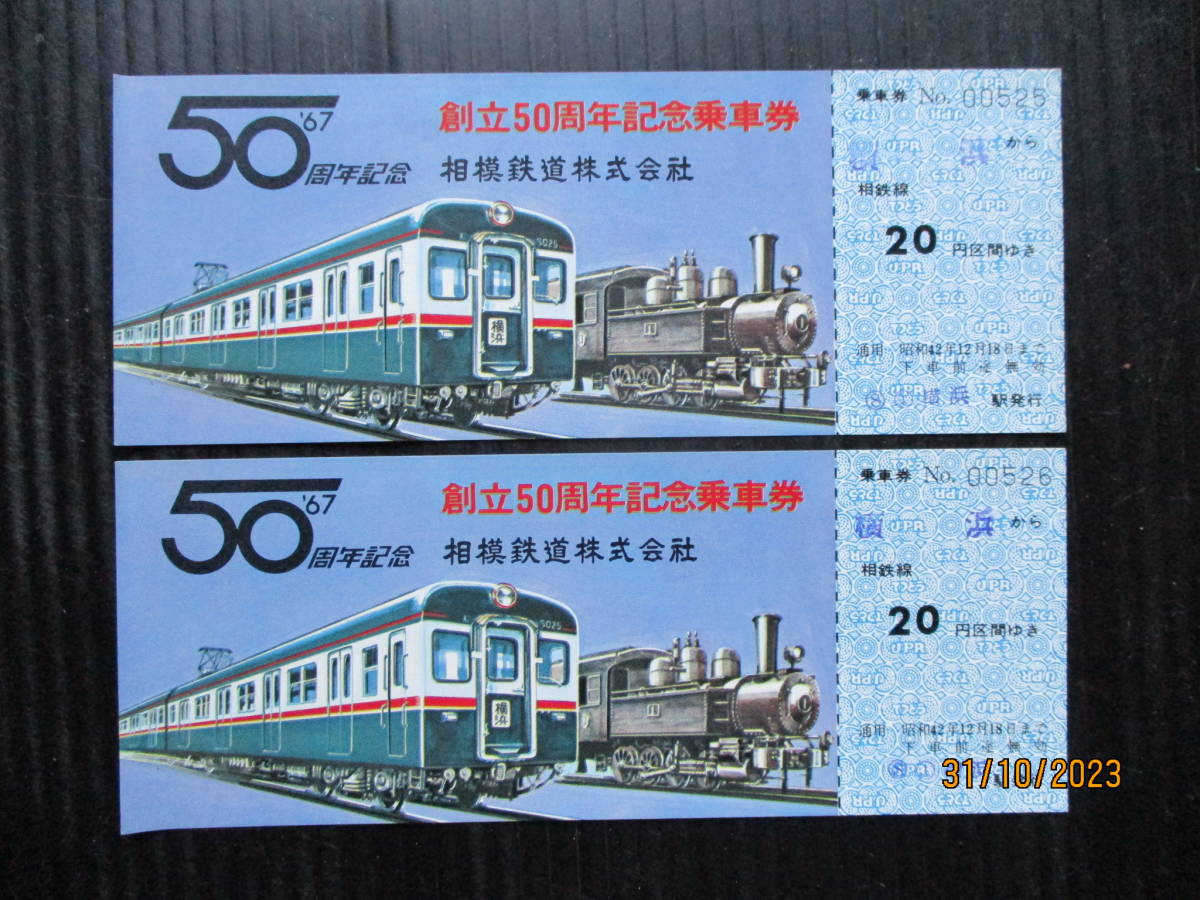 50 '67
周年記念
創立50周年記念乗車券
相模鉄道株式会社
5025
横浜
乗車券 No. 00525
浜から
相鉄線
20 円区間ゆき
通用 昭和42年12月18日まで
下車前途無効
横浜 駅発行
50 '67
周年記念
創立50周年記念乗車券
相模鉄道株式会社
5025
横浜
乗車券 No. 00526
横浜から
相鉄線
20 円区間ゆき
通用 昭和42年12月18日まで
下車前途無効
31/10/2023